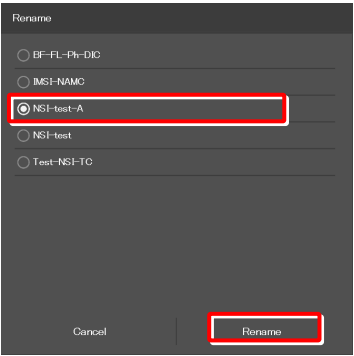 Rename
BF-FL-Ph-DIC
IMSI-NAMC
NSI-test-A
NSI-test
Test-NSI-TC
Cancel
Rename